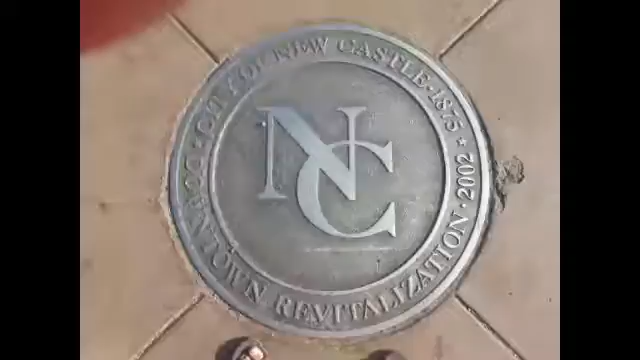 CITY OF NEW CASTLE · 1875 ·
NC
DOWNTOWN REVITALIZATION · 2002 ·